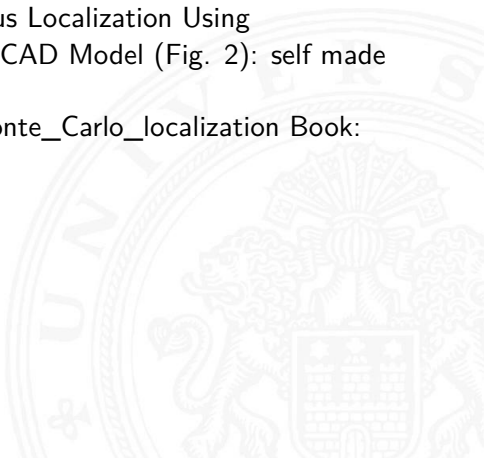 us Localization Using
CAD Model (Fig. 2): self made
onte_Carlo_localization Book:
U N I V E R S